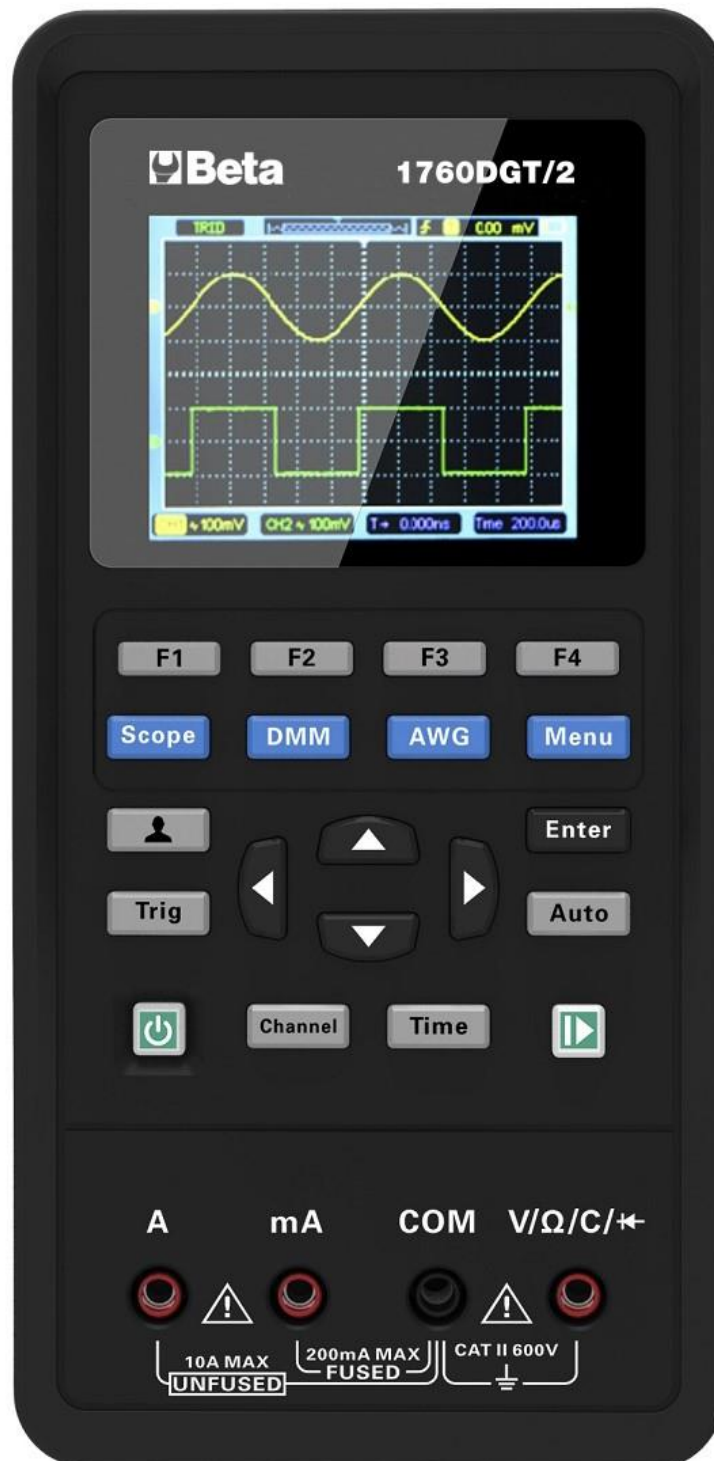 Beta 1760DGT/2
TRID 0.00 mV
CH1 100mV CH2 100mV T→ 0.000ns Time 200.0us
F1 F2 F3 F4
Scope DMM AWG Menu
Enter
Trig Auto
Channel Time
A mA COM V/Ω/C/
10A MAX 200mA MAX CAT II 600V
UNFUSED FUSED